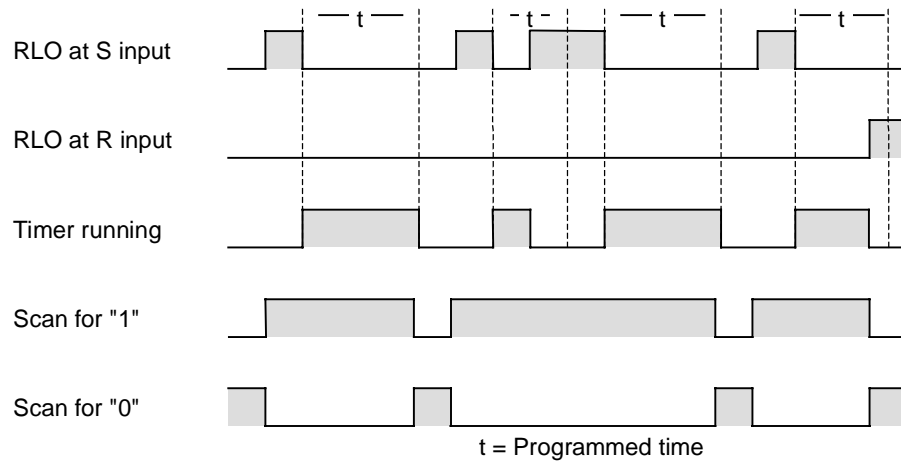 t t t t
RLO at S input
RLO at R input
Timer running
Scan for "1"
Scan for "0"
t = Programmed time